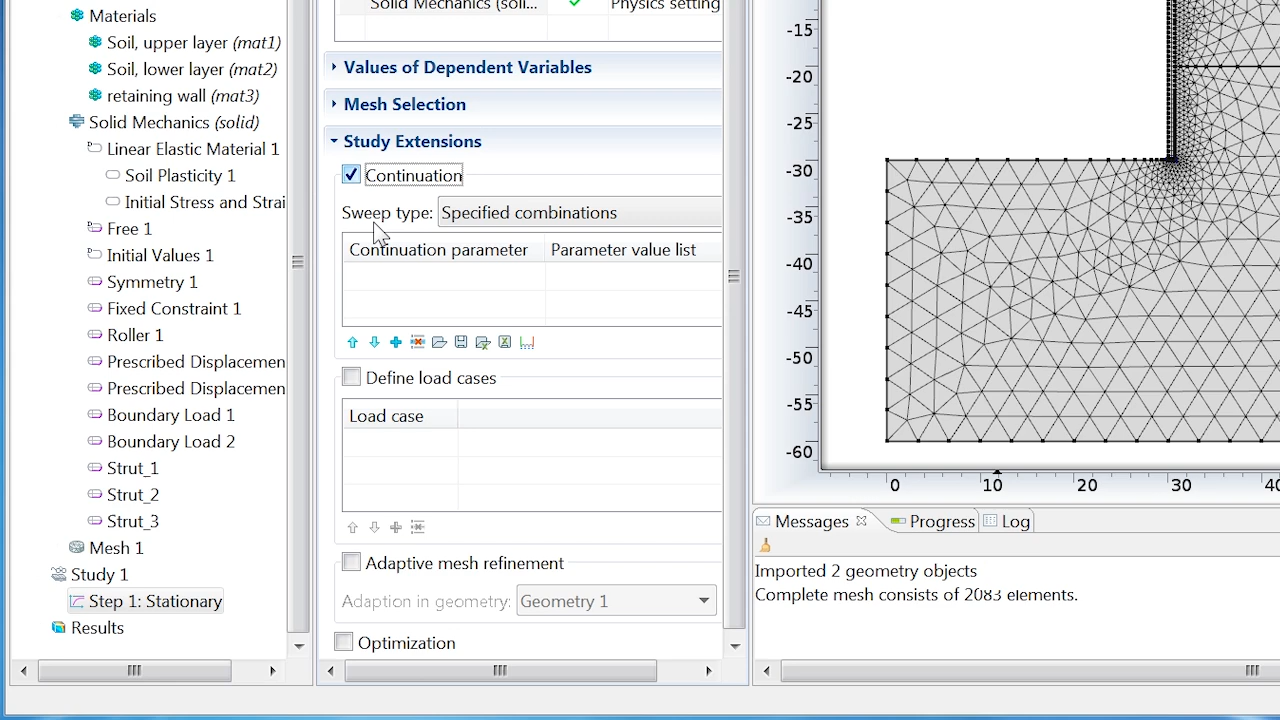 Materials
Soil, upper layer (mat1)
Soil, lower layer (mat2)
retaining wall (mat3)
Solid Mechanics (solid)
Linear Elastic Material 1
Soil Plasticity 1
Initial Stress and Strai
Free 1
Initial Values 1
Symmetry 1
Fixed Constraint 1
Roller 1
Prescribed Displacemen
Prescribed Displacemen
Boundary Load 1
Boundary Load 2
Strut_1
Strut_2
Strut_3
Mesh 1
Study 1
Step 1: Stationary
Results
Solid Mechanics (soli... Physics setting
Values of Dependent Variables
Mesh Selection
Study Extensions
Continuation
Sweep type: Specified combinations
Continuation parameter Parameter value list
Define load cases
Load case
Adaptive mesh refinement
Adaption in geometry: Geometry 1
Optimization
-15
-20
-25
-30
-35
-40
-45
-50
-55
-60
0 10 20 30 40
Messages Progress Log
Imported 2 geometry objects
Complete mesh consists of 2083 elements.